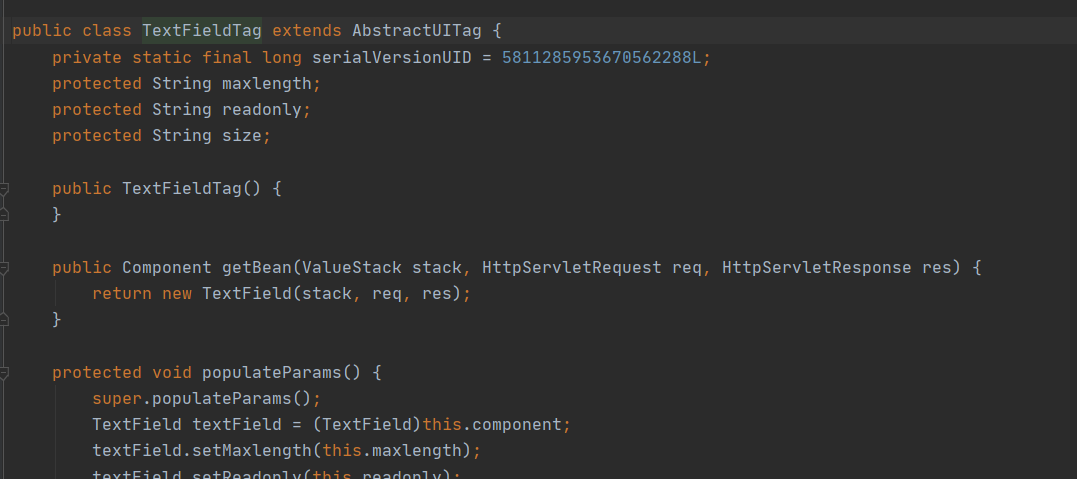 public class TextFieldTag extends AbstractUITag {
private static final long serialVersionUID = 5811285953670562288L;
protected String maxlength;
protected String readonly;
protected String size;
public TextFieldTag() {
}
public Component getBean(ValueStack stack, HttpServletRequest req, HttpServletResponse res) {
return new TextField(stack, req, res);
}
protected void populateParams() {
super.populateParams();
TextField textField = (TextField)this.component;
textField.setMaxlength(this.maxlength);
textField.setReadonly(this.readonly);